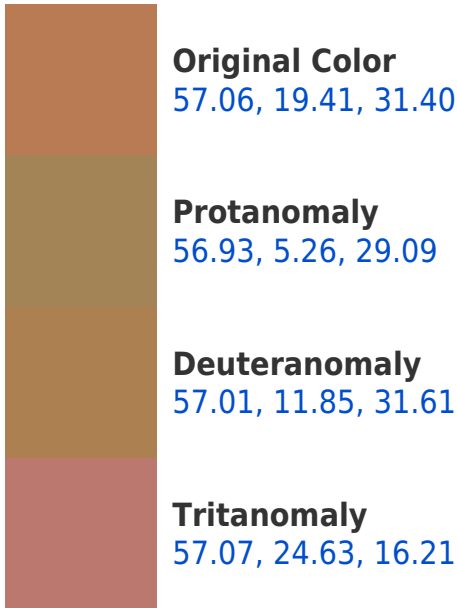 Original Color
57.06, 19.41, 31.40
Protanomaly
56.93, 5.26, 29.09
Deuteranomaly
57.01, 11.85, 31.61
Tritanomaly
57.07, 24.63, 16.21